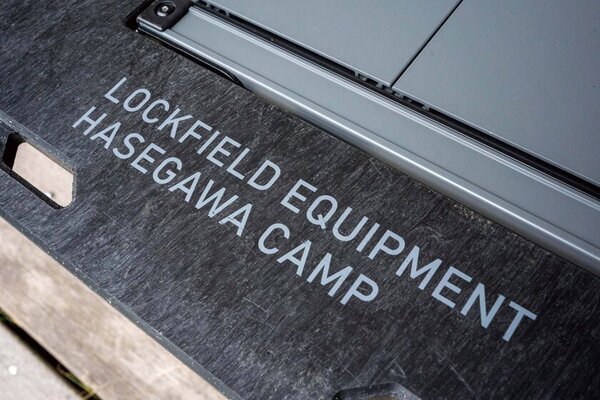 LOCKFIELD EQUIPMENT
HASEGAWA CAMP